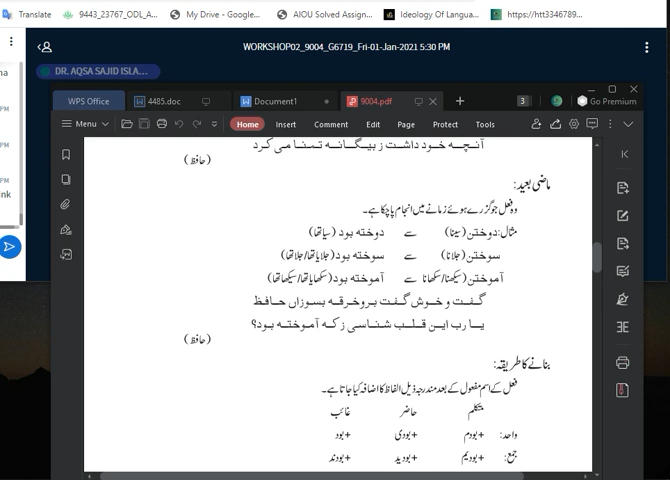 Translate
9443_23767_ODL_A...
My Drive - Google...
AIOU Solved Assign...
Ideology Of Langua...
https://htt3346789...
WORKSHOP02_9004_G6719_Fri-01-Jan-2021 5:30 PM
DR. AQSA SAJID ISLA...
WPS Office
4485.doc
Document1
9004.pdf
3
Go Premium
Menu
Home
Insert
Comment
Edit
Page
Protect
Tools
آنچہ خود داشت ز بیگانہ تمنا می کرد
(حافظ)
ماضی بعید:
وہ فعل جو گزرے ہوئے زمانے میں انجام پا چکا ہے۔
مثال: دوختن (سینا) سے دوختہ بود (سیا تھا)
سوختن (جلانا) سے سوختہ بود (جلایا تھا/جلا تھا)
آموختن (سیکھنا/سکھانا) سے آموختہ بود (سکھایا تھا/سیکھا تھا)
گفت و خوش گفت برو خرقہ بسوزاں حافظ
یا رب این قلب شناسی ز کہ آموختہ بود؟
(حافظ)
بنانے کا طریقہ:
فعل کے اسم مفعول کے بعد مندرجہ ذیل الفاظ کا اضافہ کیا جاتا ہے۔
متکلم حاضر غائب
واحد: +بودم +بودی +بود
جمع: +بودیم +بودید +بودند